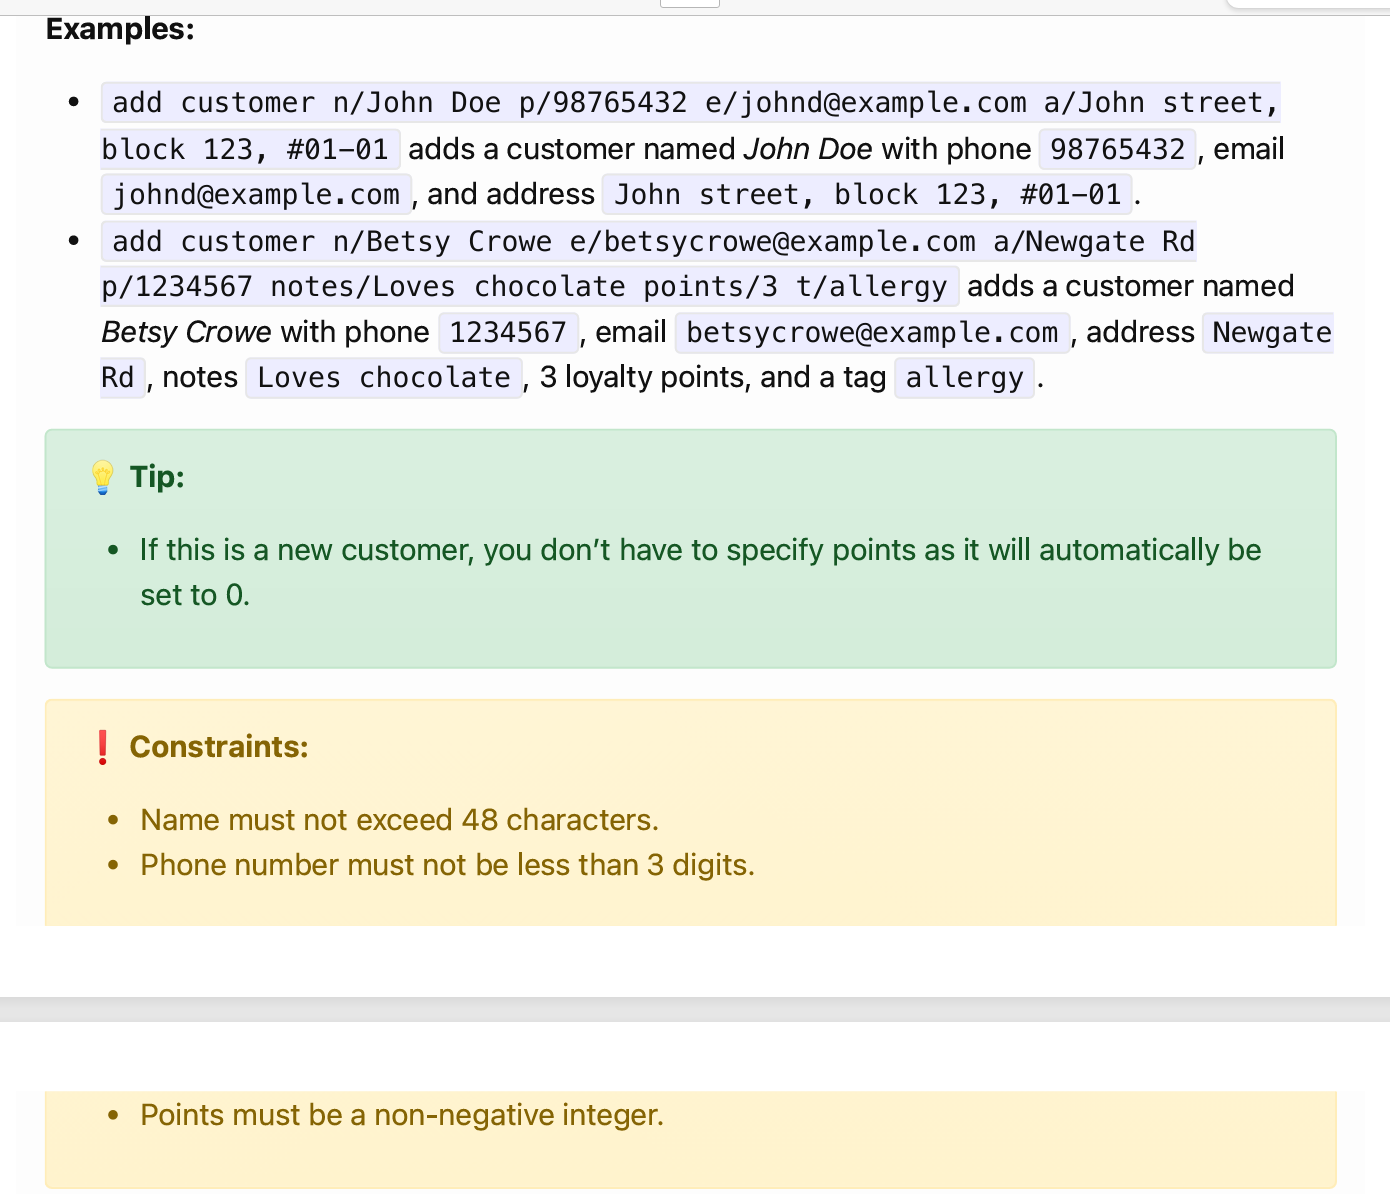 Examples:
• add customer n/John Doe p/98765432 e/johnd@example.com a/John street,
block 123, #01-01 adds a customer named John Doe with phone 98765432, email
johnd@example.com, and address John street, block 123, #01-01.
• add customer n/Betsy Crowe e/betsycrowe@example.com a/Newgate Rd
p/1234567 notes/Loves chocolate points/3 t/allergy adds a customer named
Betsy Crowe with phone 1234567, email betsycrowe@example.com, address Newgate
Rd, notes Loves chocolate, 3 loyalty points, and a tag allergy.
💡 Tip:
• If this is a new customer, you don’t have to specify points as it will automatically be
set to 0.
❗ Constraints:
• Name must not exceed 48 characters.
• Phone number must not be less than 3 digits.
• Points must be a non-negative integer.